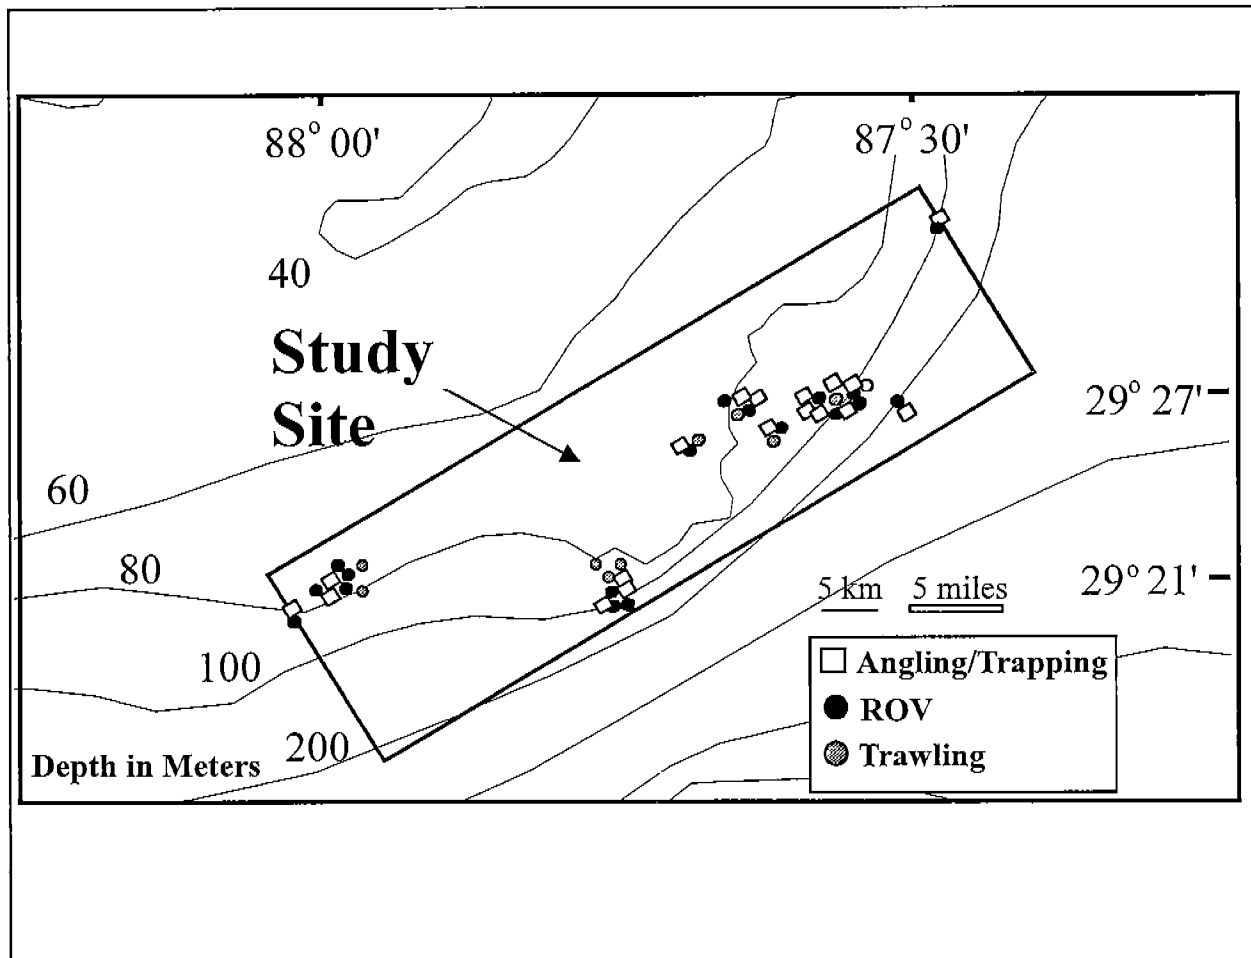 88° 00'
87° 30'
40
Study
Site
29° 27'
60
80
29° 21'
5 km
5 miles
100
Angling/Trapping
ROV
200
Trawling
Depth in Meters